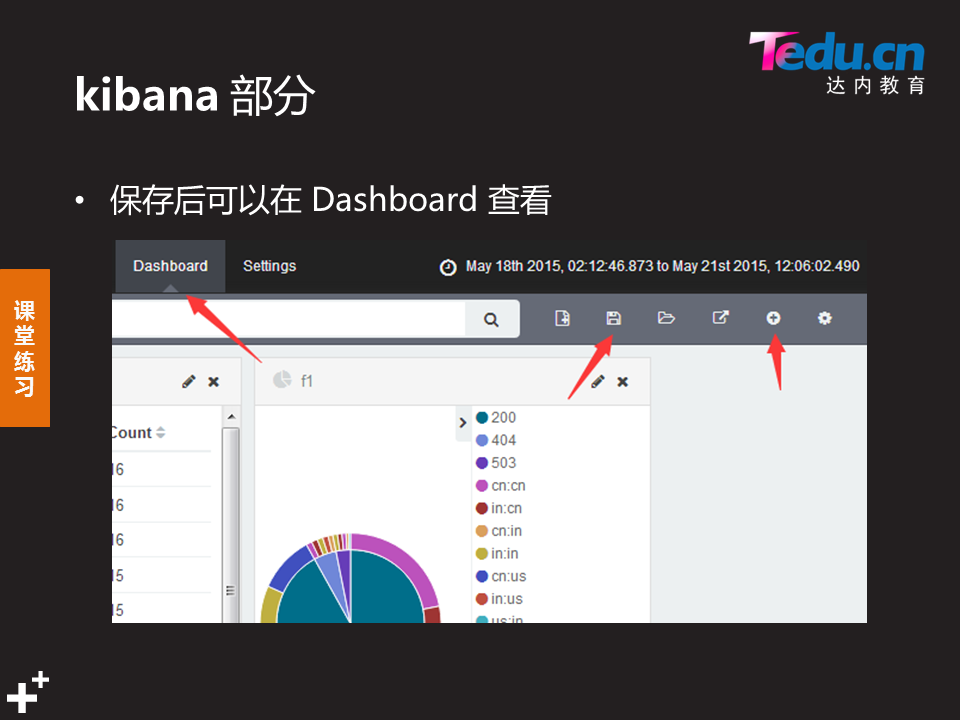 Tedu.cn
达内教育
kibana 部分
• 保存后可以在 Dashboard 查看
课堂练习
Dashboard Settings May 18th 2015, 02:12:46.873 to May 21st 2015, 12:06:02.490
f1
Count
16
16
16
15
15
200
404
503
cn:cn
in:cn
cn:in
in:in
cn:us
in:us
us:in